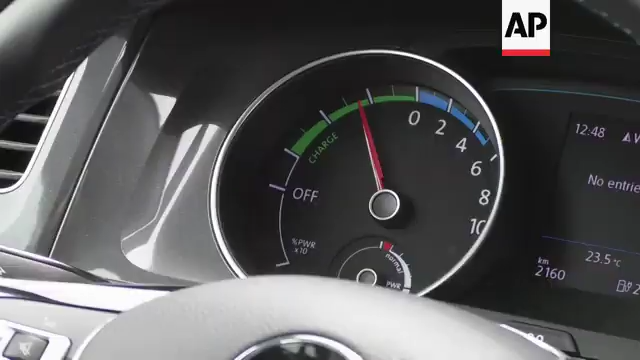 AP
0
2
4
6
8
10
CHARGE
OFF
%PWR
x10
normal
PWR
12:48
No entrie
km
2160
23.5 °C